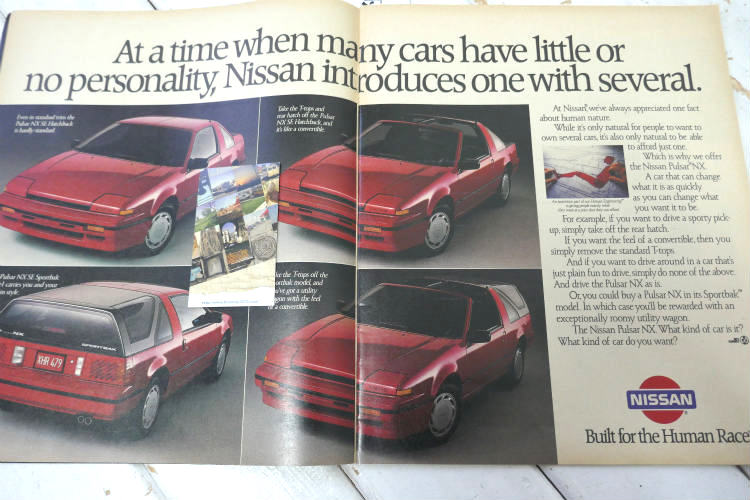 At a time when many cars have little or
no personality, Nissan introduces one with several.
Even in standard trim the
Pulsar NX SE Hatchback
is hardly standard.
Take the T-tops and
rear hatch off the Pulsar
NX SE Hatchback, and
it's like a convertible.
Pulsar NX SE Sportbak
carries you and your
in style
the T-tops off the
Sportbak model, and
you've got a utility
wagon with the feel
of a convertible.
NX
SPORTBAK
XHR 479
At Nissan, we've always appreciated one fact
about human nature.
While it's only natural for people to want to
own several cars, it's also only natural to be able
to afford just one.
Which is why we offer
the Nissan Pulsar NX.
A car that can change
what it is as quickly
as you can change what
you want it to be.
For example, if you want to drive a sporty pick-
up, simply take off the rear hatch.
If you want the feel of a convertible, then you
simply remove the standard T-tops.
And if you want to drive around in a car that's
just plain fun to drive, simply do none of the above.
And drive the Pulsar NX as is.
Or, you could buy a Pulsar NX in its Sportbak™
model. In which case you'll be rewarded with an
exceptionally roomy utility wagon.
The Nissan Pulsar NX. What kind of car is it?
What kind of car do you want?
NISSAN
Built for the Human Race